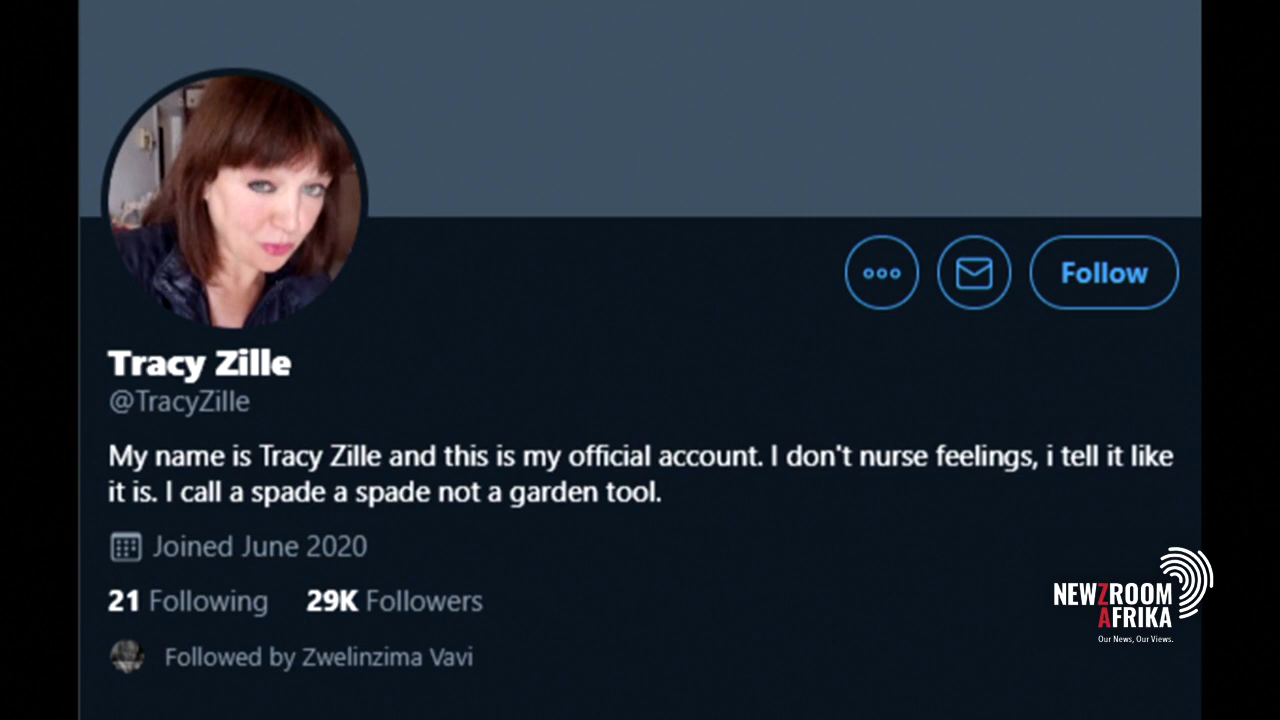 Follow
Tracy Zille
@TracyZille
My name is Tracy Zille and this is my official account. I don't nurse feelings, i tell it like
it is. I call a spade a spade not a garden tool.
Joined June 2020
21 Following 29K Followers
Followed by Zwelinzima Vavi
NEWZROOM
AFRIKA
Our News, Our Views.